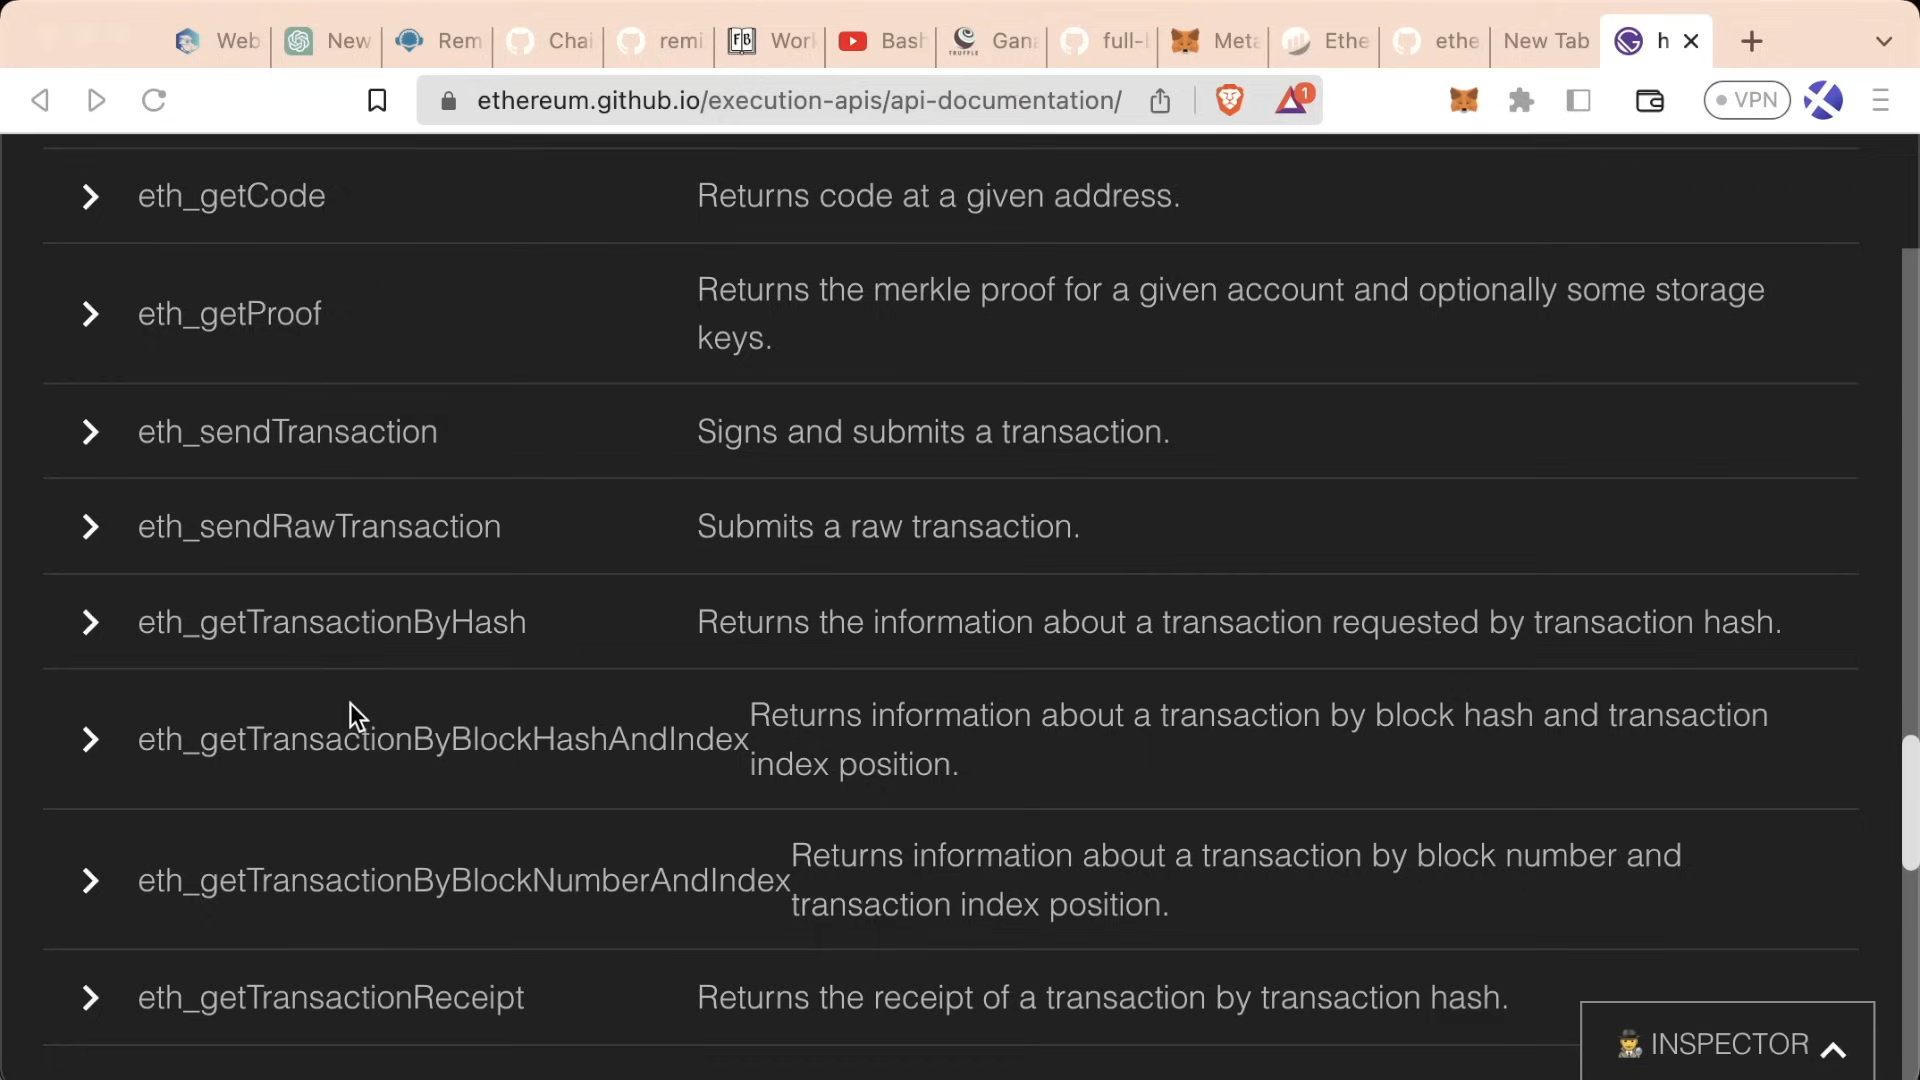 Web New Rem Chai remi FB Worl Bash Gana full- Meta Ethe ethe New Tab h
TRUFFLE
ethereum.github.io/execution-apis/api-documentation/ 1 VPN
eth_getCode Returns code at a given address.
eth_getProof Returns the merkle proof for a given account and optionally some storage
keys.
eth_sendTransaction Signs and submits a transaction.
eth_sendRawTransaction Submits a raw transaction.
eth_getTransactionByHash Returns the information about a transaction requested by transaction hash.
eth_getTransactionByBlockHashAndIndex Returns information about a transaction by block hash and transaction
index position.
eth_getTransactionByBlockNumberAndIndex Returns information about a transaction by block number and
transaction index position.
eth_getTransactionReceipt Returns the receipt of a transaction by transaction hash.
INSPECTOR